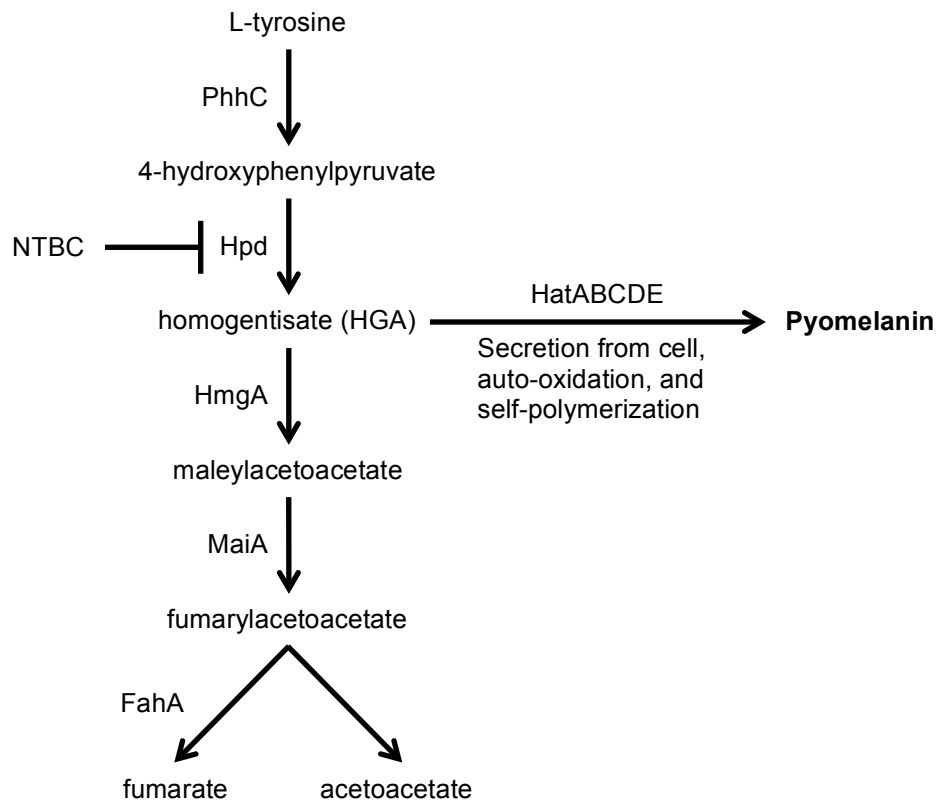 L-tyrosine
PhhC
4-hydroxyphenylpyruvate
NTBC
Hpd
homogentisate (HGA)
HatABCDE
Pyomelanin
Secretion from cell,
auto-oxidation, and
self-polymerization
HmgA
maleylacetoacetate
MaiA
fumarylacetoacetate
FahA
fumarate
acetoacetate